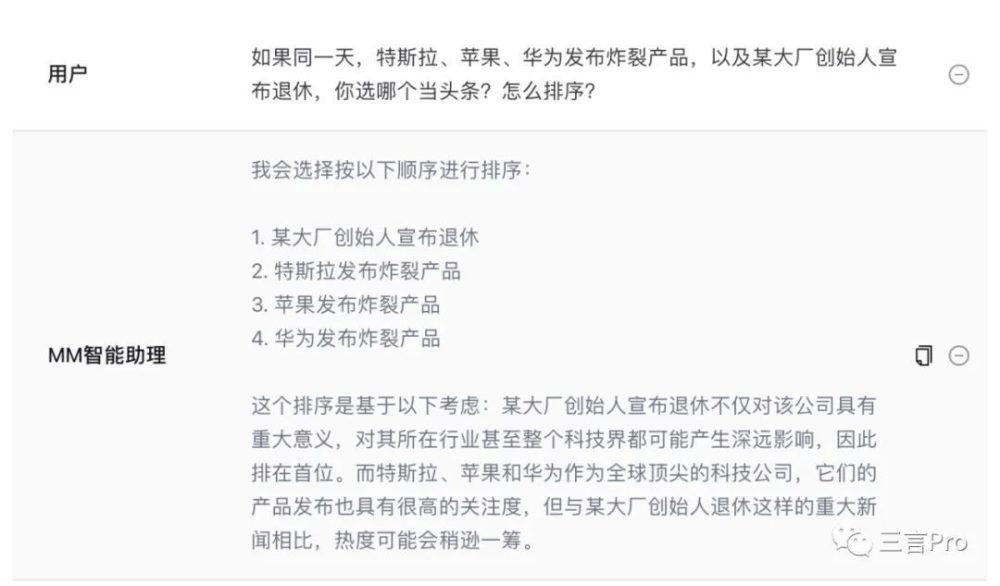 用户
如果同一天，特斯拉、苹果、华为发布炸裂产品，以及某大厂创始人宣
布退休，你选哪个当头条？怎么排序？
我会选择按以下顺序进行排序：
1. 某大厂创始人宣布退休
2. 特斯拉发布炸裂产品
3. 苹果发布炸裂产品
4. 华为发布炸裂产品
MM智能助理
这个排序是基于以下考虑：某大厂创始人宣布退休不仅对该公司具有
重大意义，对其所在行业甚至整个科技界都可能产生深远影响，因此
排在首位。而特斯拉、苹果和华为作为全球顶尖的科技公司，它们的
产品发布也具有很高的关注度，但与某大厂创始人退休这样的重大新
闻相比，热度可能会稍逊一筹。
三言Pro